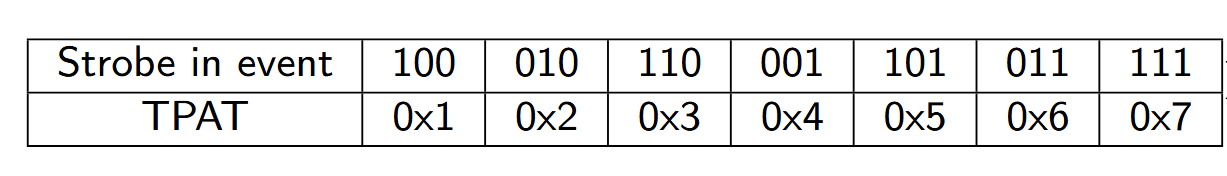 Strobe in event 100 010 110 001 101 011 111
TPAT 0x1 0x2 0x3 0x4 0x5 0x6 0x7